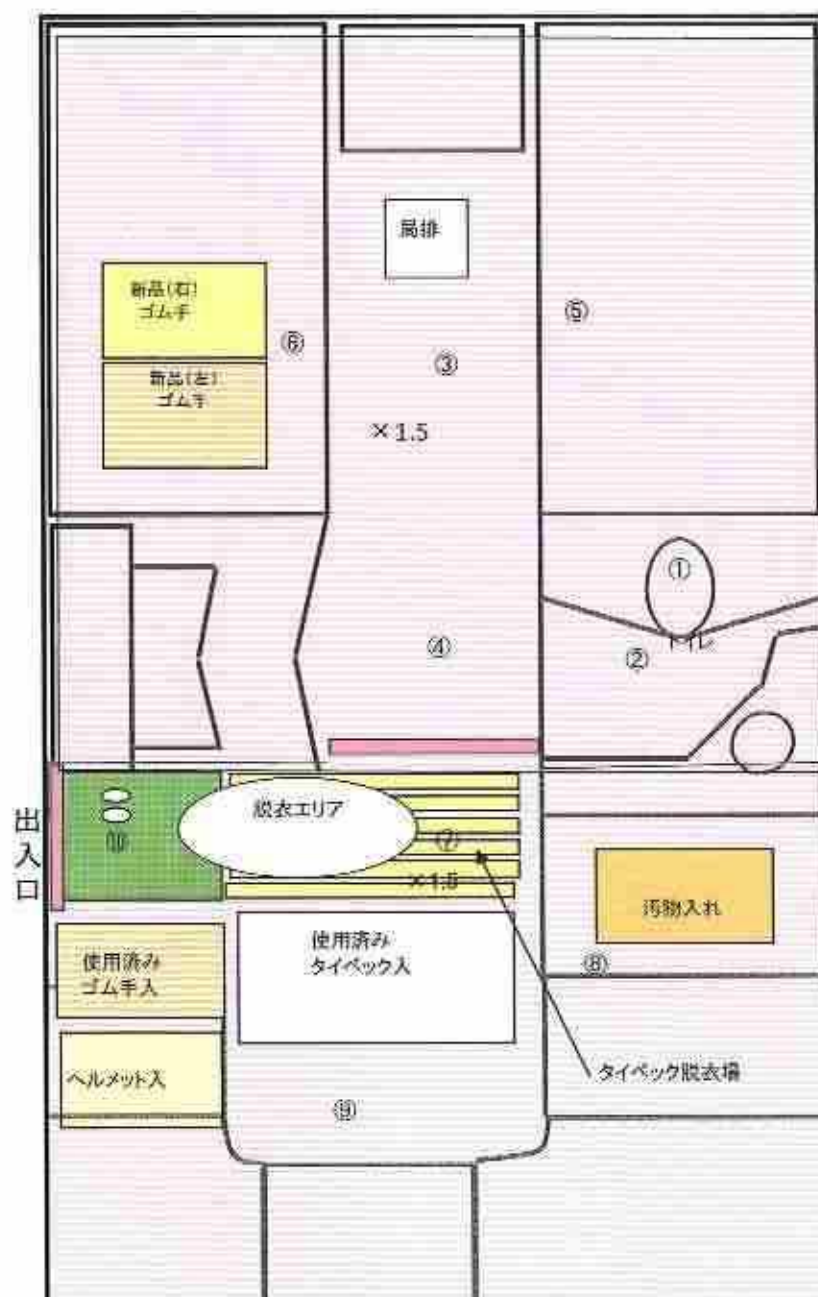 局排
新品(右)
ゴム手
⑤
⑥
③
新品(左)
ゴム手
×1.5
①
④
②
トイレ
出入口
脱衣エリア
⑩
⑦
×1.5
汚物入れ
使用済み
タイペック入
使用済み
ゴム手入
⑧
ヘルメット入
タイペック脱衣場
⑨